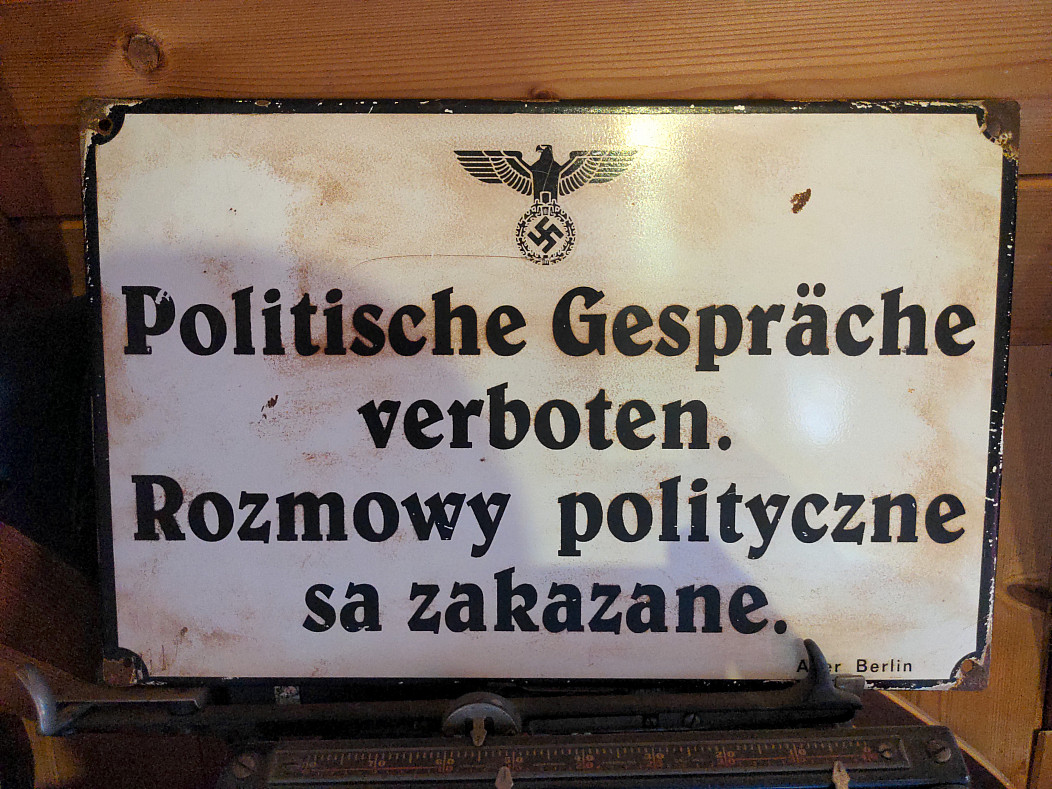 Politische Gespräche
verboten.
Rozmowy polityczne
sa zakazane.
Berlin